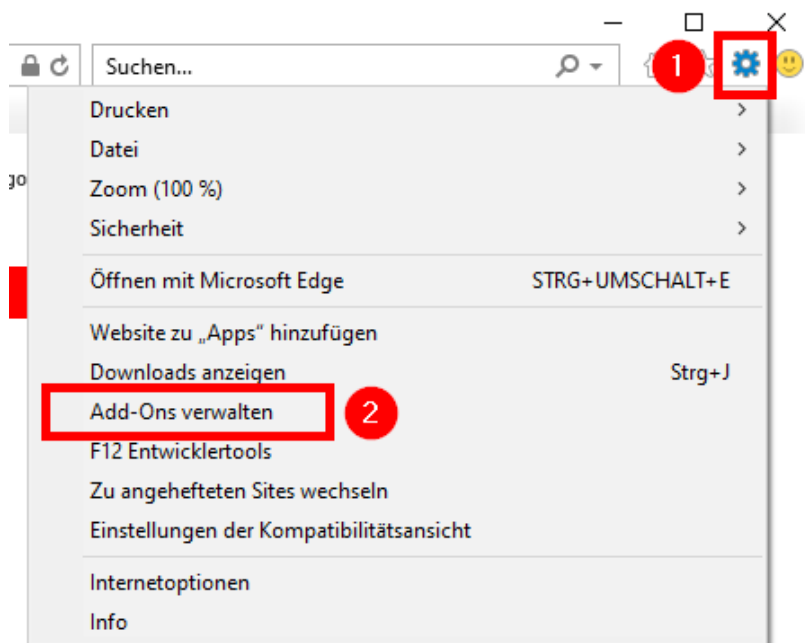 Suchen...
1
Drucken
Datei
go
Zoom (100 %)
Sicherheit
Öffnen mit Microsoft Edge STRG+UMSCHALT+E
Website zu „Apps“ hinzufügen
Downloads anzeigen Strg+J
Add-Ons verwalten 2
F12 Entwicklertools
Zu angehefteten Sites wechseln
Einstellungen der Kompatibilitätsansicht
Internetoptionen
Info